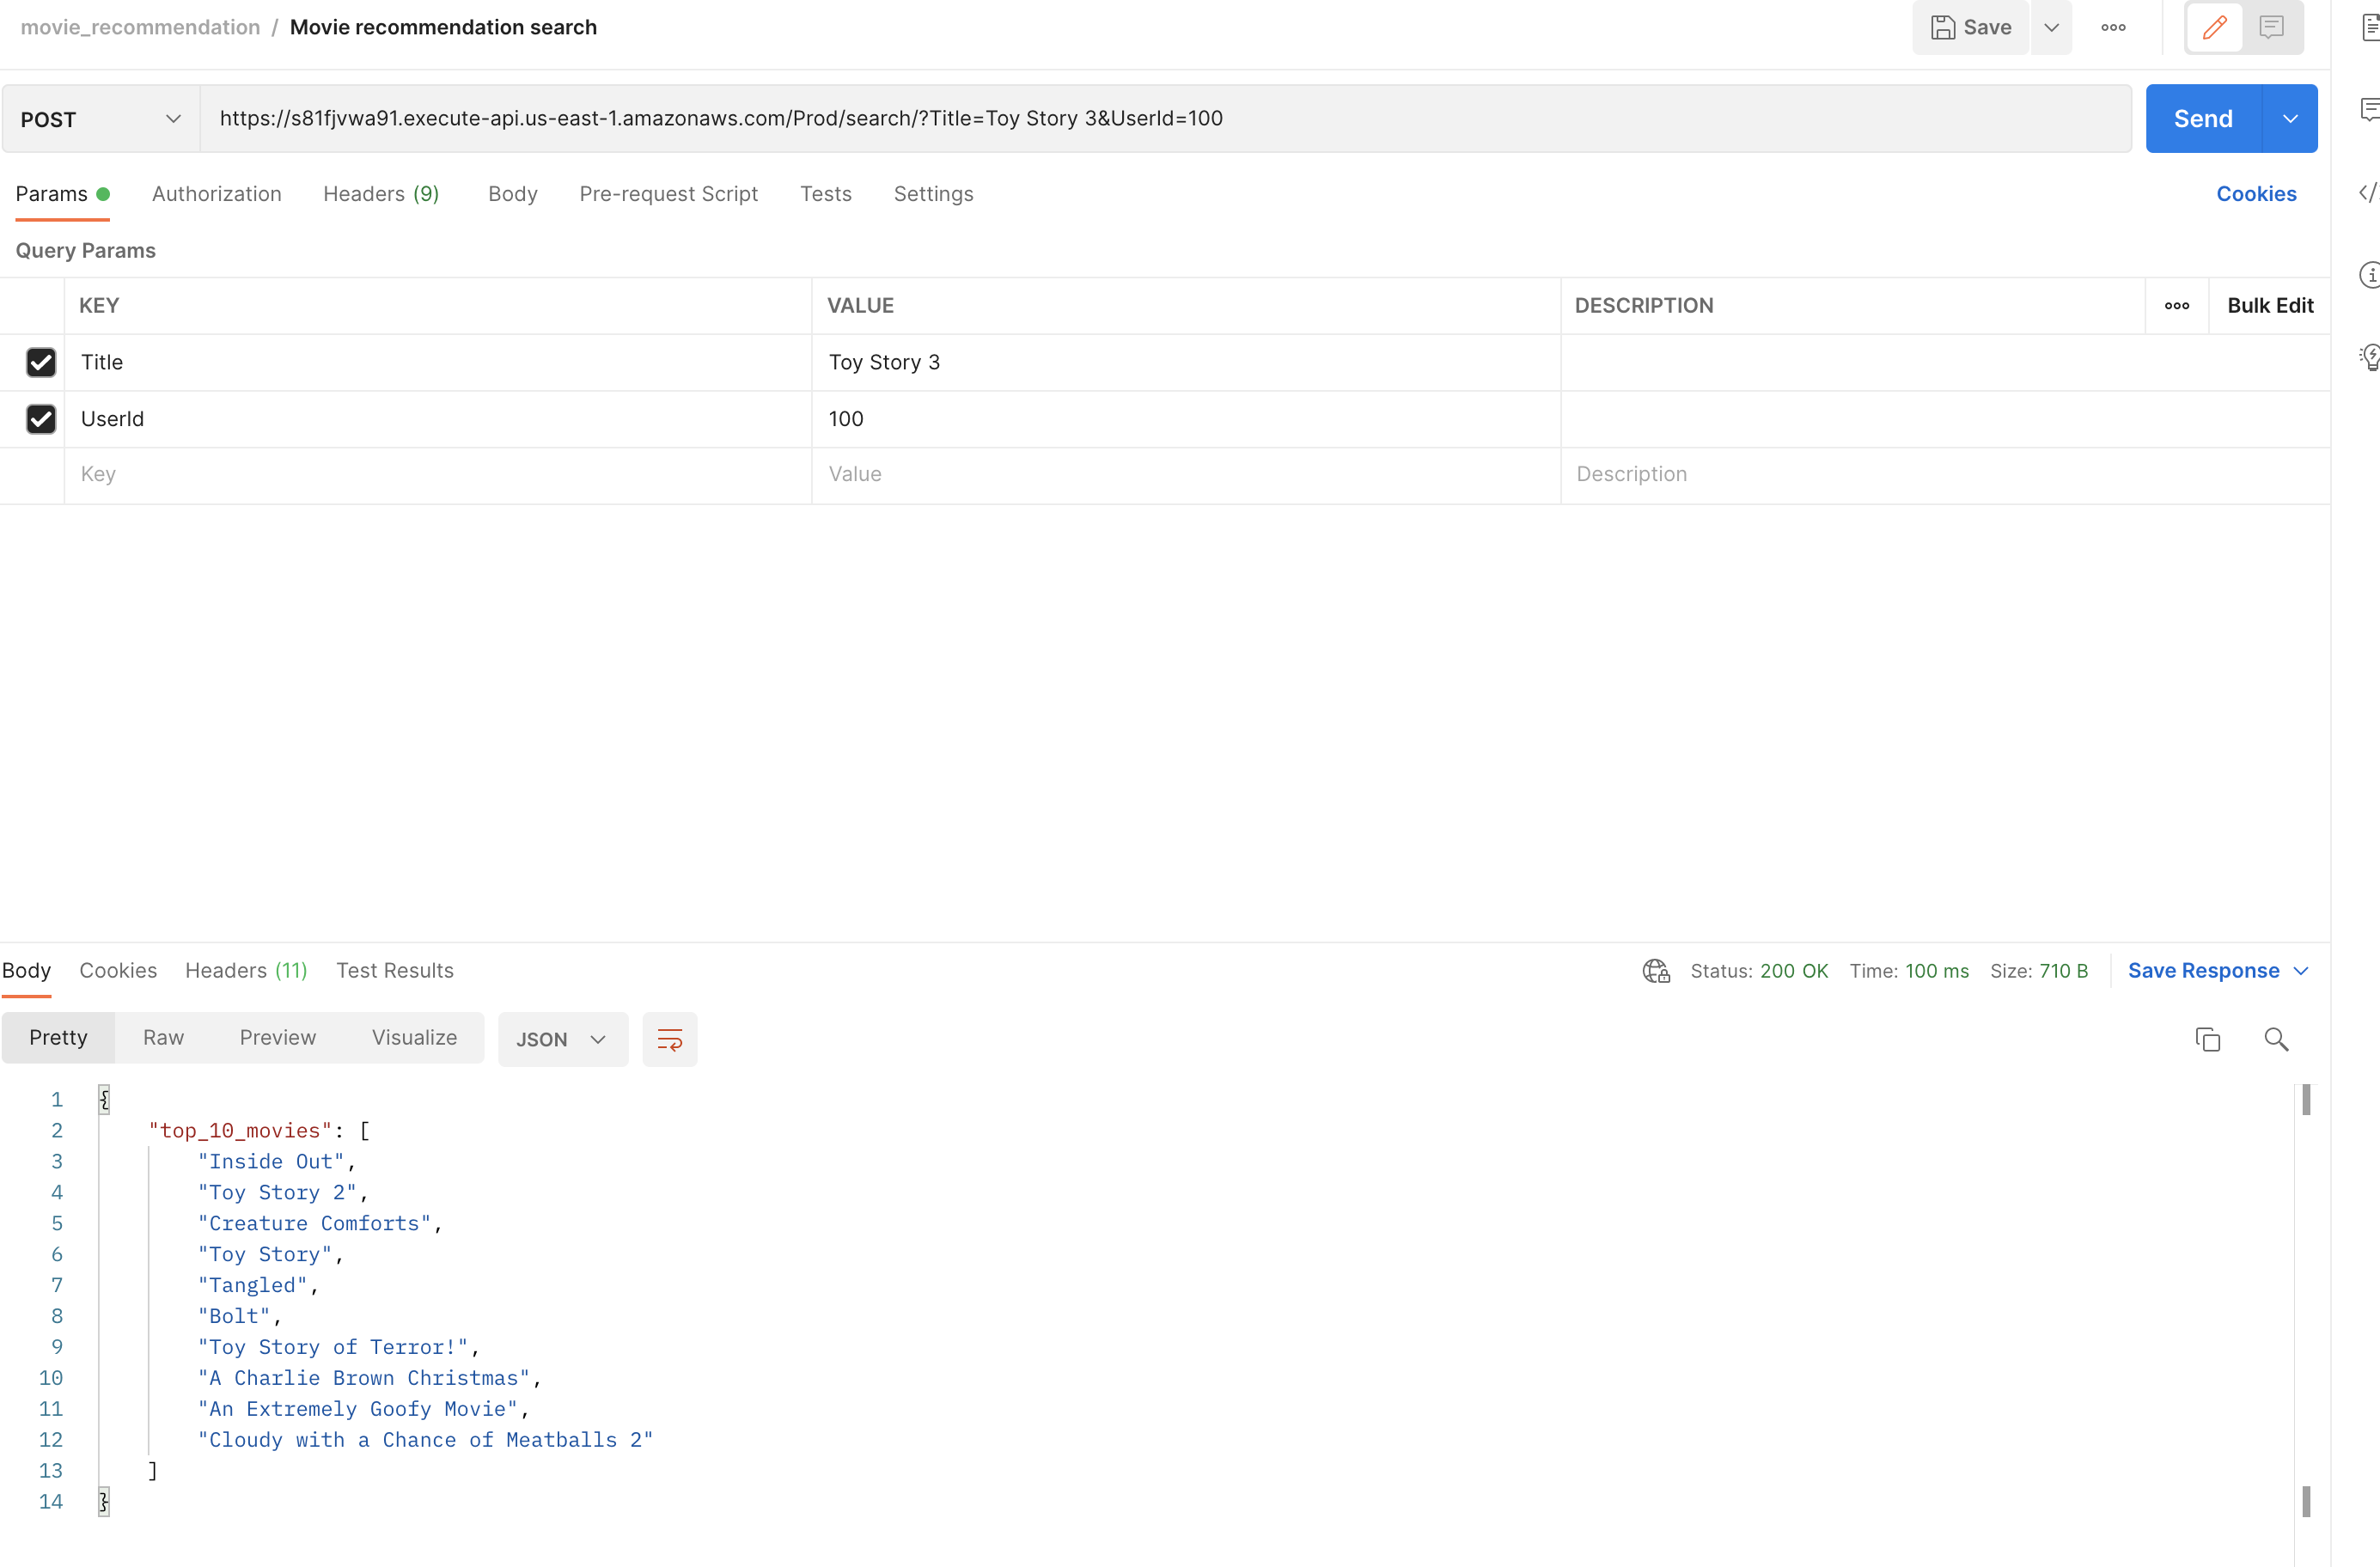 movie_recommendation / Movie recommendation search Save
POST https://s81fjvwa91.execute-api.us-east-1.amazonaws.com/Prod/search/?Title=Toy Story 3&UserId=100 Send
Params Authorization Headers (9) Body Pre-request Script Tests Settings Cookies
Query Params
KEY VALUE DESCRIPTION Bulk Edit
Title Toy Story 3
UserId 100
Key Value Description
Body Cookies Headers (11) Test Results Status: 200 OK Time: 100 ms Size: 710 B Save Response
Pretty Raw Preview Visualize JSON
1 {
2 "top_10_movies": [
3 "Inside Out",
4 "Toy Story 2",
5 "Creature Comforts",
6 "Toy Story",
7 "Tangled",
8 "Bolt",
9 "Toy Story of Terror!",
10 "A Charlie Brown Christmas",
11 "An Extremely Goofy Movie",
12 "Cloudy with a Chance of Meatballs 2"
13 ]
14 }